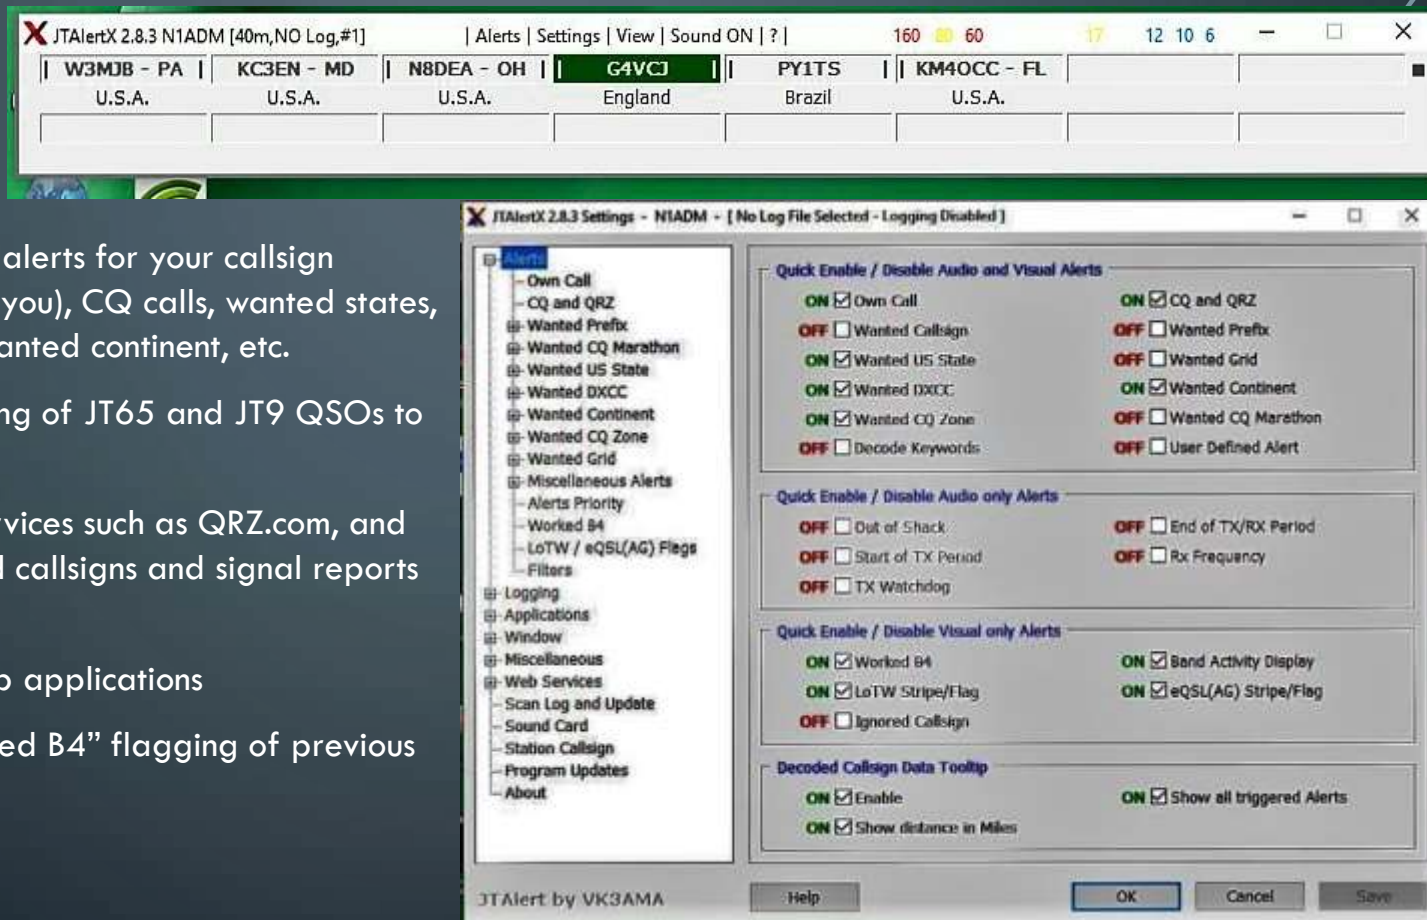 JTAlertX 2.8.3 N1ADM [40m,NO Log,#1] | Alerts | Settings | View | Sound ON | ? | 160 80 60 17 12 10 6
W3MJB - PA KC3EN - MD N8DEA - OH G4VCJ PY1TS KM4OCC - FL
U.S.A. U.S.A. U.S.A. England Brazil U.S.A.
alerts for your callsign
you), CQ calls, wanted states,
anted continent, etc.
ng of JT65 and JT9 QSOs to
rvices such as QRZ.com, and
d callsigns and signal reports
o applications
ed B4” flagging of previous
JTAlertX 2.8.3 Settings - N1ADM - [ No Log File Selected - Logging Disabled ]
Alerts
Own Call
CQ and QRZ
Wanted Prefix
Wanted CQ Marathon
Wanted US State
Wanted DXCC
Wanted Continent
Wanted CQ Zone
Wanted Grid
Miscellaneous Alerts
Alerts Priority
Worked B4
LoTW / eQSL(AG) Flags
Filters
Logging
Applications
Window
Miscellaneous
Web Services
Scan Log and Update
Sound Card
Station Callsign
Program Updates
About
Quick Enable / Disable Audio and Visual Alerts
ON Own Call ON CQ and QRZ
OFF Wanted Callsign OFF Wanted Prefix
ON Wanted US State OFF Wanted Grid
ON Wanted DXCC ON Wanted Continent
ON Wanted CQ Zone OFF Wanted CQ Marathon
OFF Decode Keywords OFF User Defined Alert
Quick Enable / Disable Audio only Alerts
OFF Out of Shack OFF End of TX/RX Period
OFF Start of TX Period OFF Rx Frequency
OFF TX Watchdog
Quick Enable / Disable Visual only Alerts
ON Worked B4 ON Band Activity Display
ON LoTW Stripe/Flag ON eQSL(AG) Stripe/Flag
OFF Ignored Callsign
Decoded Callsign Data Tooltip
ON Enable ON Show all triggered Alerts
ON Show distance in Miles
JTAlert by VK3AMA Help OK Cancel Save